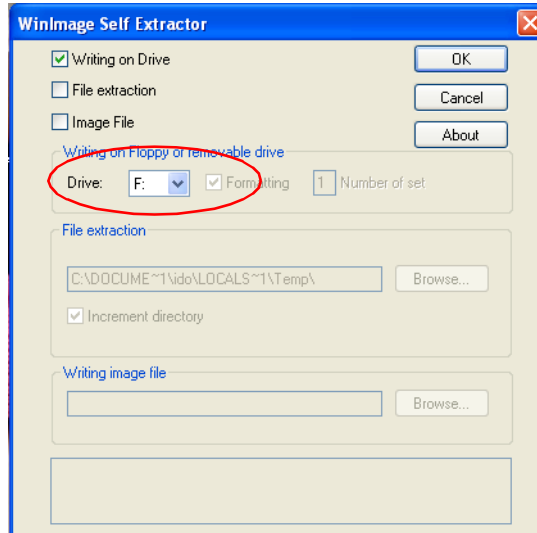 WinImage Self Extractor
Writing on Drive
OK
File extraction
Cancel
Image File
About
Writing on Floppy or removable drive
Drive: F: Formatting 1 Number of set
File extraction
C:\DOCUME~1\ido\LOCALS~1\Temp\ Browse...
Increment directory
Writing image file
Browse...